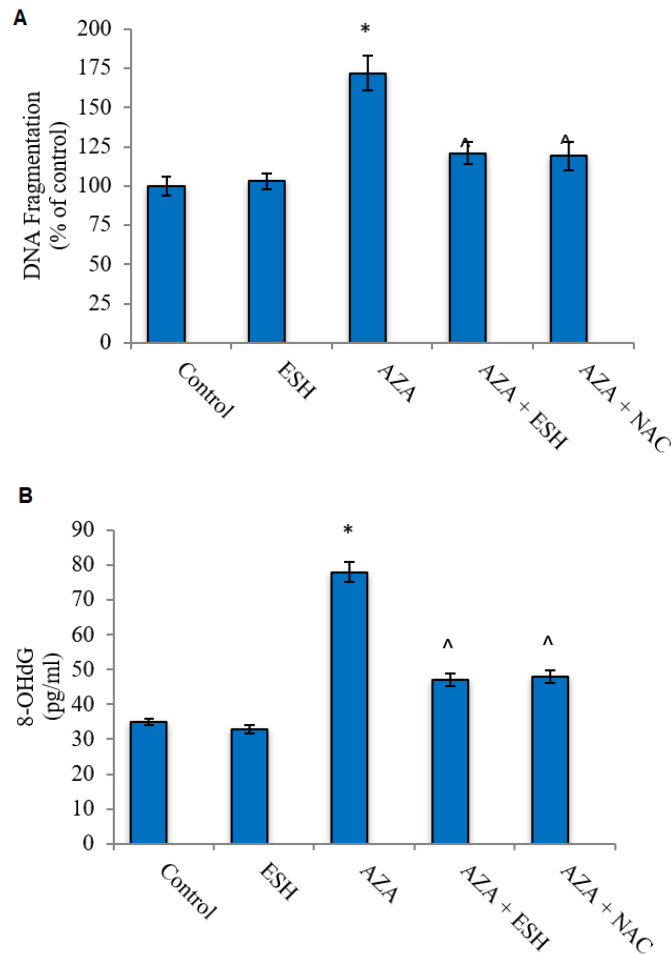 A
*
200
175
150
125
100
75
50
25
0
DNA Fragmentation
(% of control)
^
^
Control
ESH
AZA
AZA + ESH
AZA + NAC
B
*
90
80
70
60
50
40
30
20
10
0
8-OHdG
(pg/ml)
^
^
Control
ESH
AZA
AZA + ESH
AZA + NAC